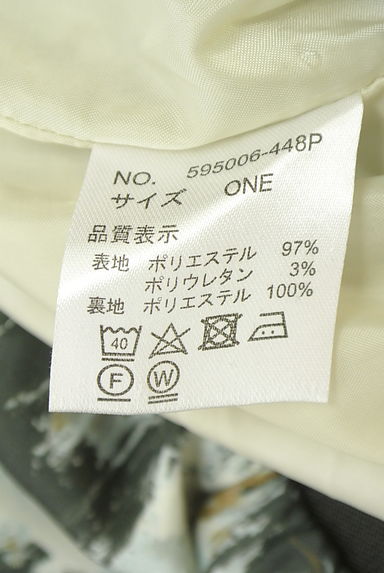 NO. 595006-448P
サイズ ONE
品質表示
表地 ポリエステル 97%
ポリウレタン 3%
裏地 ポリエステル 100%
40
F W